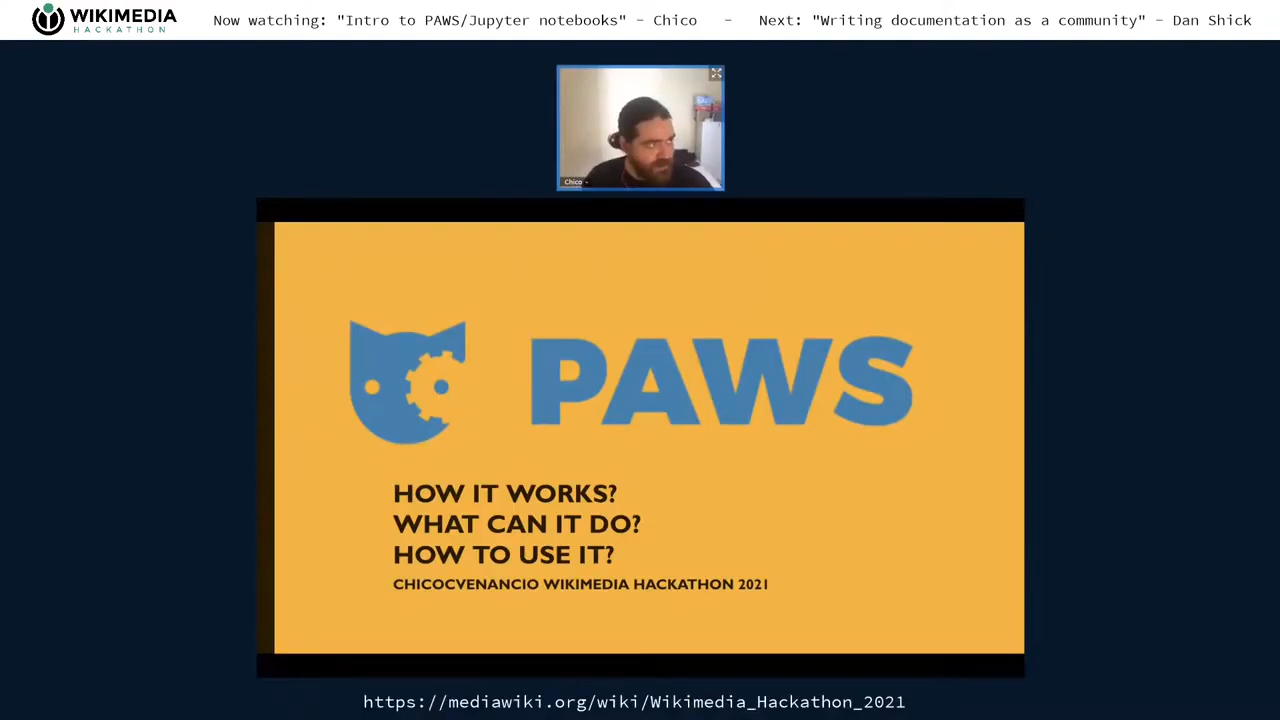 WIKIMEDIA
HACKATHON
Now watching: "Intro to PAWS/Jupyter notebooks" - Chico - Next: "Writing documentation as a community" - Dan Shick
Chico
PAWS
HOW IT WORKS?
WHAT CAN IT DO?
HOW TO USE IT?
CHICOCVENANCIO WIKIMEDIA HACKATHON 2021
https://mediawiki.org/wiki/Wikimedia_Hackathon_2021